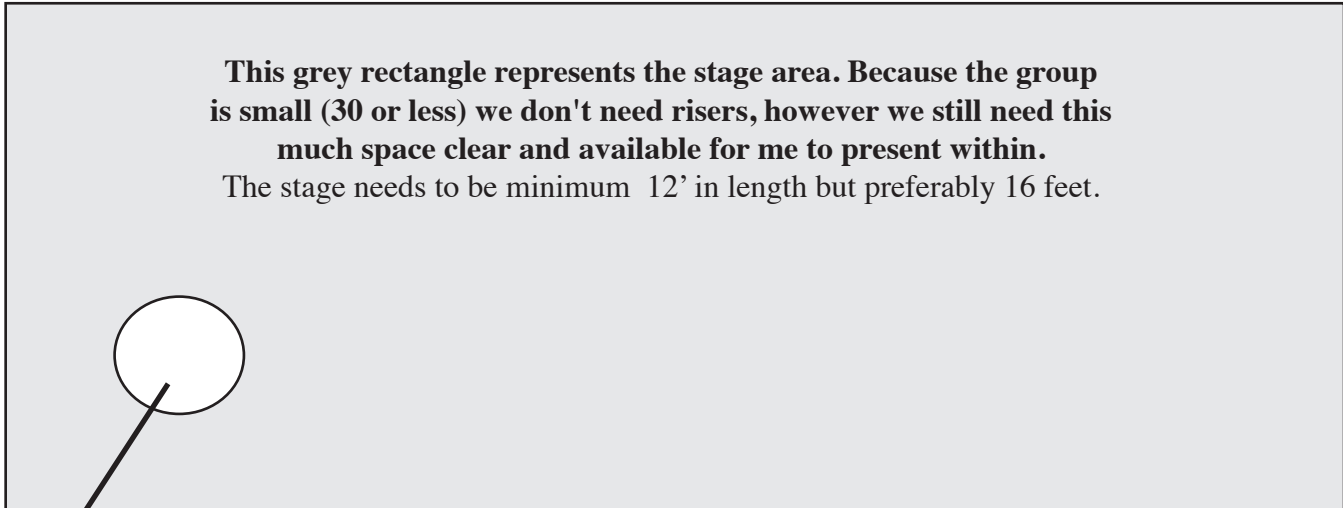 This grey rectangle represents the stage area. Because the group
is small (30 or less) we don't need risers, however we still need this
much space clear and available for me to present within.
The stage needs to be minimum  12’ in length but preferably 16 feet.